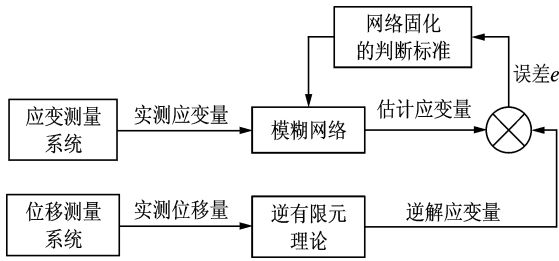 网络固化
的判断标准
误差e
应变测量
系统
实测应变量
模糊网络
估计应变量
位移测量
系统
实测位移量
逆有限元
理论
逆解应变量